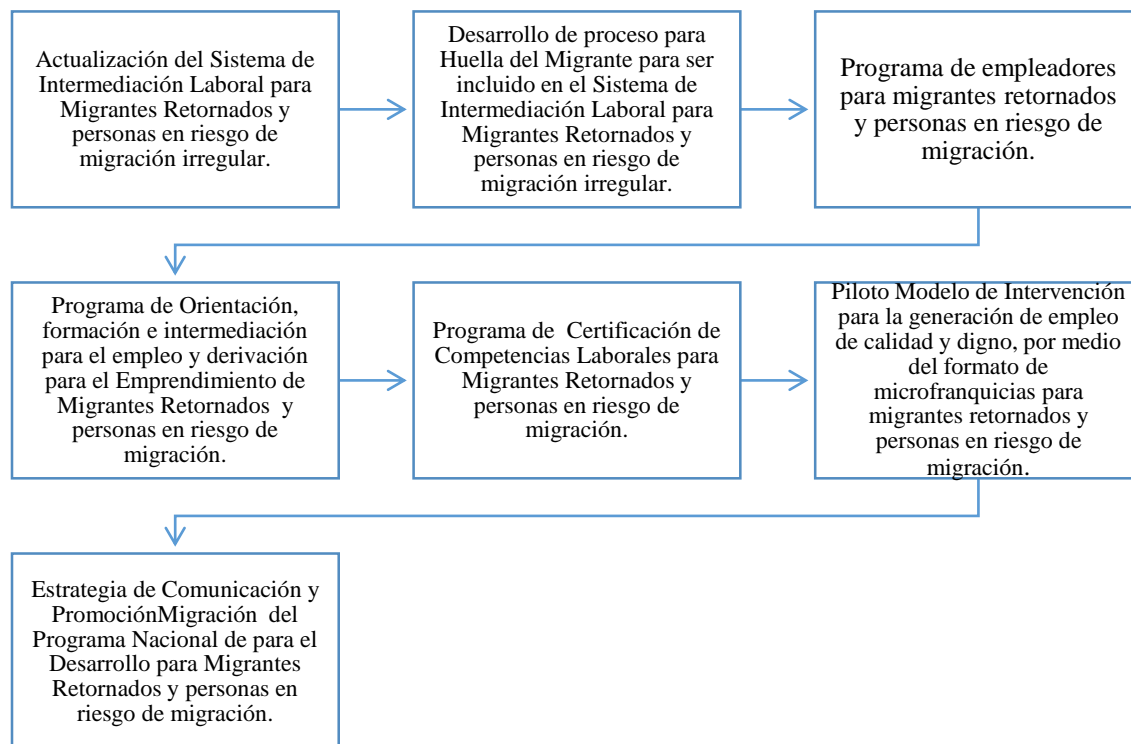 Actualización del Sistema de
Intermediación Laboral para
Migrantes Retornados y
personas en riesgo de
migración irregular.
Desarrollo de proceso para
Huella del Migrante para ser
incluido en el Sistema de
Intermediación Laboral para
Migrantes Retornados y
personas en riesgo de
migración irregular.
Programa de empleadores
para migrantes retornados
y personas en riesgo de
migración.
Programa de Orientación,
formación e intermediación
para el empleo y derivación
para el Emprendimiento de
Migrantes Retornados y
personas en riesgo de
migración.
Programa de Certificación de
Competencias Laborales para
Migrantes Retornados y
personas en riesgo de
migración.
Piloto Modelo de Intervención
para la generación de empleo
de calidad y digno, por medio
del formato de
microfranquicias para
migrantes retornados y
personas en riesgo de
migración.
Estrategia de Comunicación y
PromociónMigración del
Programa Nacional de para el
Desarrollo para Migrantes
Retornados y personas en
riesgo de migración.